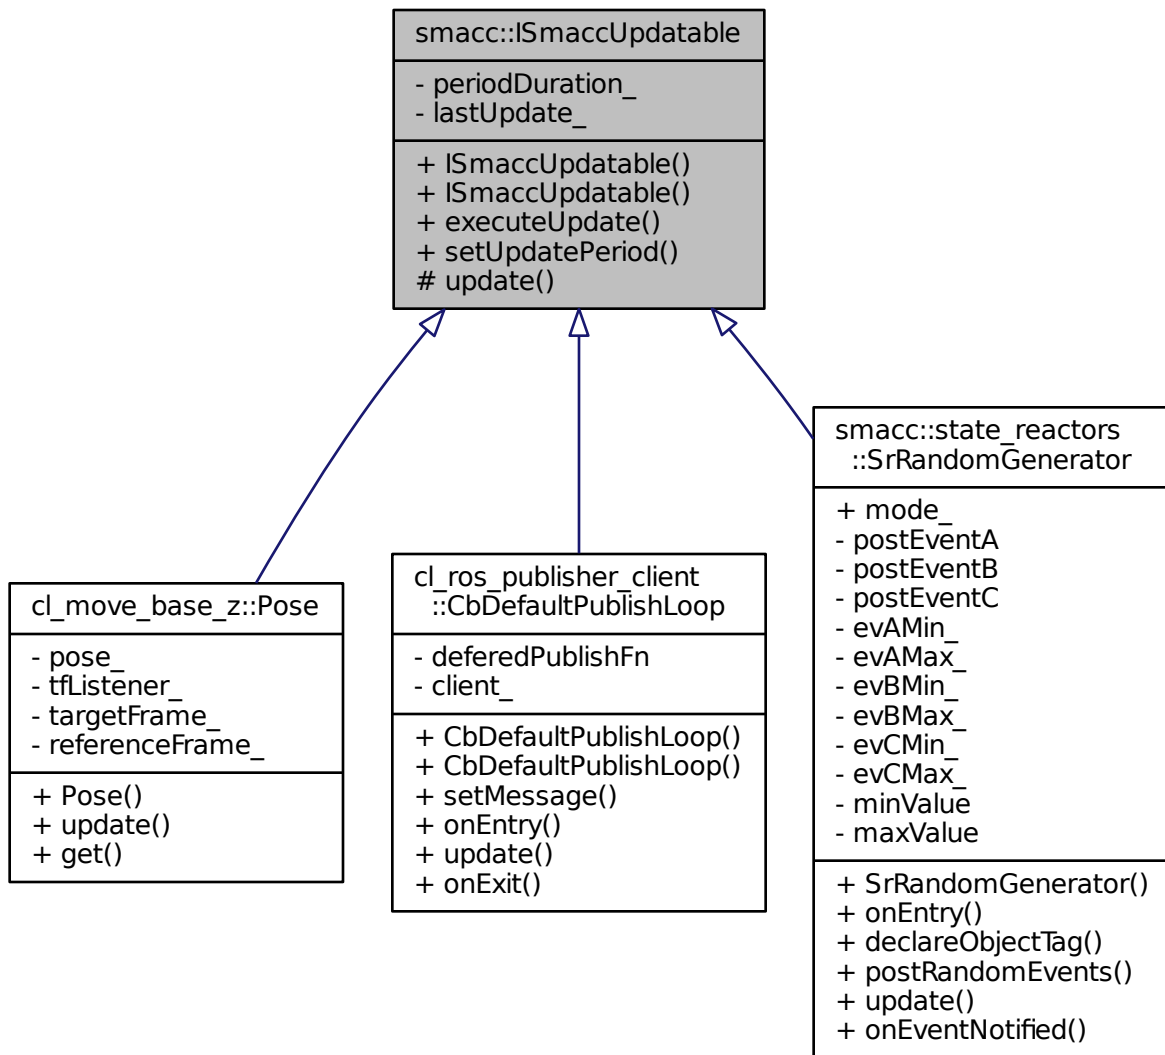 smacc::ISmaccUpdatable
- periodDuration_
- lastUpdate_
+ ISmaccUpdatable()
+ ISmaccUpdatable()
+ executeUpdate()
+ setUpdatePeriod()
# update()
cl_move_base_z::Pose
- pose_
- tfListener_
- targetFrame_
- referenceFrame_
+ Pose()
+ update()
+ get()
cl_ros_publisher_client
::CbDefaultPublishLoop
- deferedPublishFn
- client_
+ CbDefaultPublishLoop()
+ CbDefaultPublishLoop()
+ setMessage()
+ onEntry()
+ update()
+ onExit()
smacc::state_reactors
::SrRandomGenerator
+ mode_
- postEventA
- postEventB
- postEventC
- evAMin_
- evAMax_
- evBMin_
- evBMax_
- evCMin_
- evCMax_
- minValue
- maxValue
+ SrRandomGenerator()
+ onEntry()
+ declareObjectTag()
+ postRandomEvents()
+ update()
+ onEventNotified()